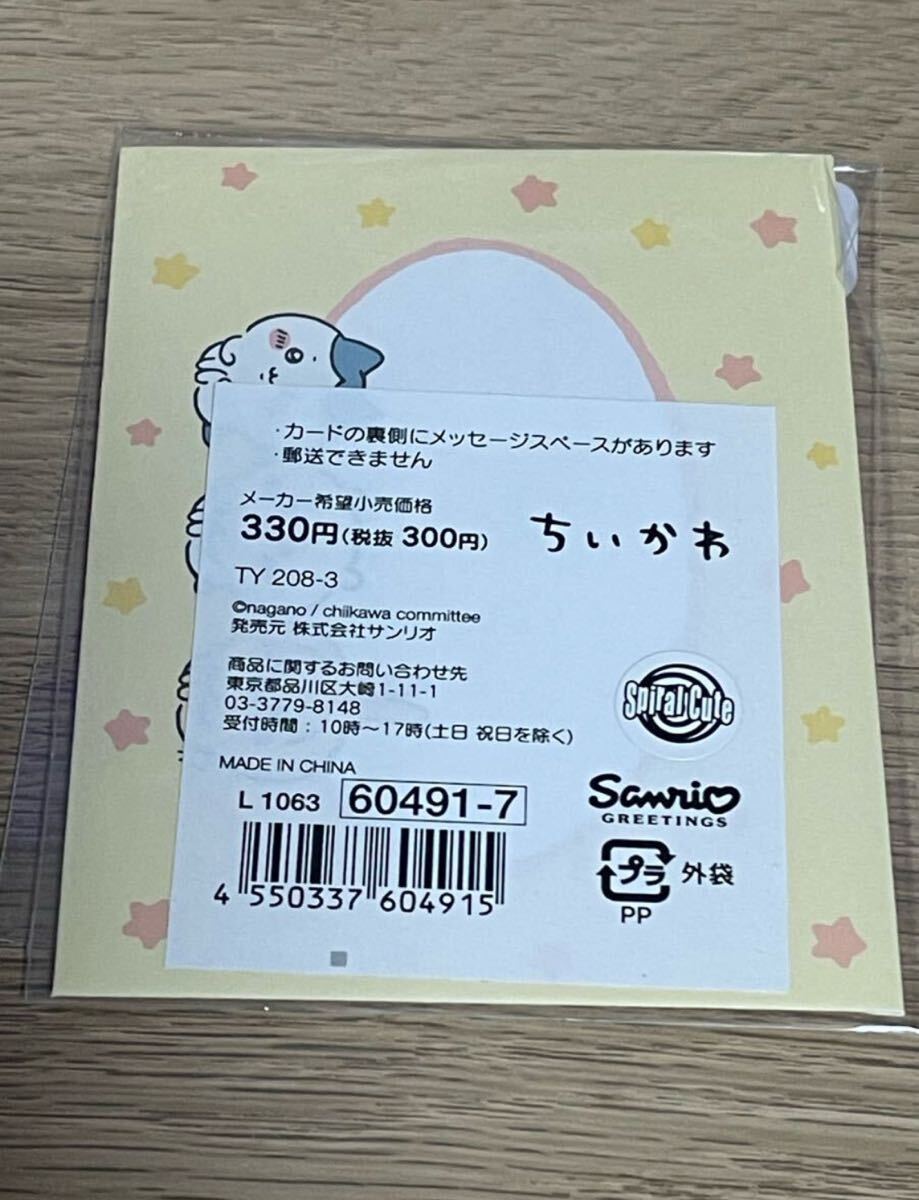 ・カードの裏側にメッセージスペースがあります
・郵送できません
メーカー希望小売価格
330円(税抜 300円)
ちいかわ
TY 208-3
©nagano / chiikawa committee
発売元 株式会社サンリオ
商品に関するお問い合わせ先
東京都品川区大崎1-11-1
03-3779-8148
受付時間：10時〜17時(土日 祝日を除く)
Spiral Cute
MADE IN CHINA
L 1063 60491-7
Sanrio
GREETINGS
プラ 外袋
PP
4 550337 604915